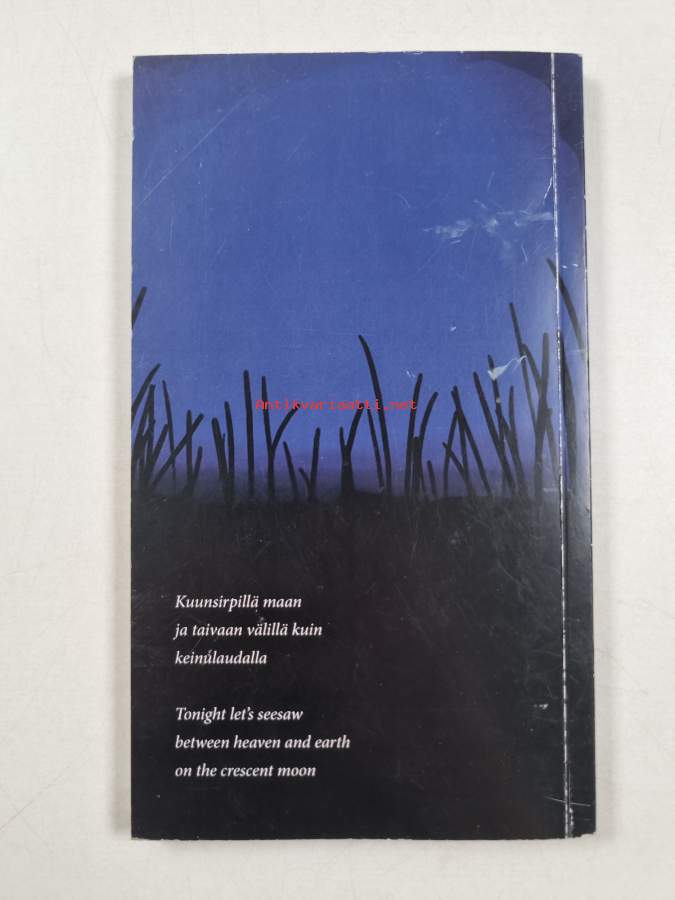 Antikvariaatti.net
Kuunsirpillä maan
ja taivaan välillä kuin
keinulaudalla
Tonight let's seesaw
between heaven and earth
on the crescent moon